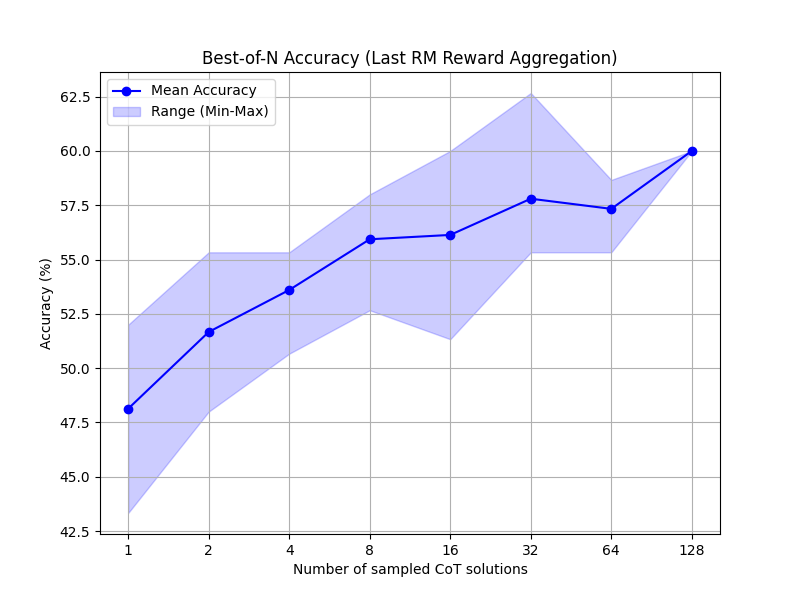 Best-of-N Accuracy (Last RM Reward Aggregation)
Mean Accuracy
Range (Min-Max)
Accuracy (%)
62.5
60.0
57.5
55.0
52.5
50.0
47.5
45.0
42.5
1 2 4 8 16 32 64 128
Number of sampled CoT solutions